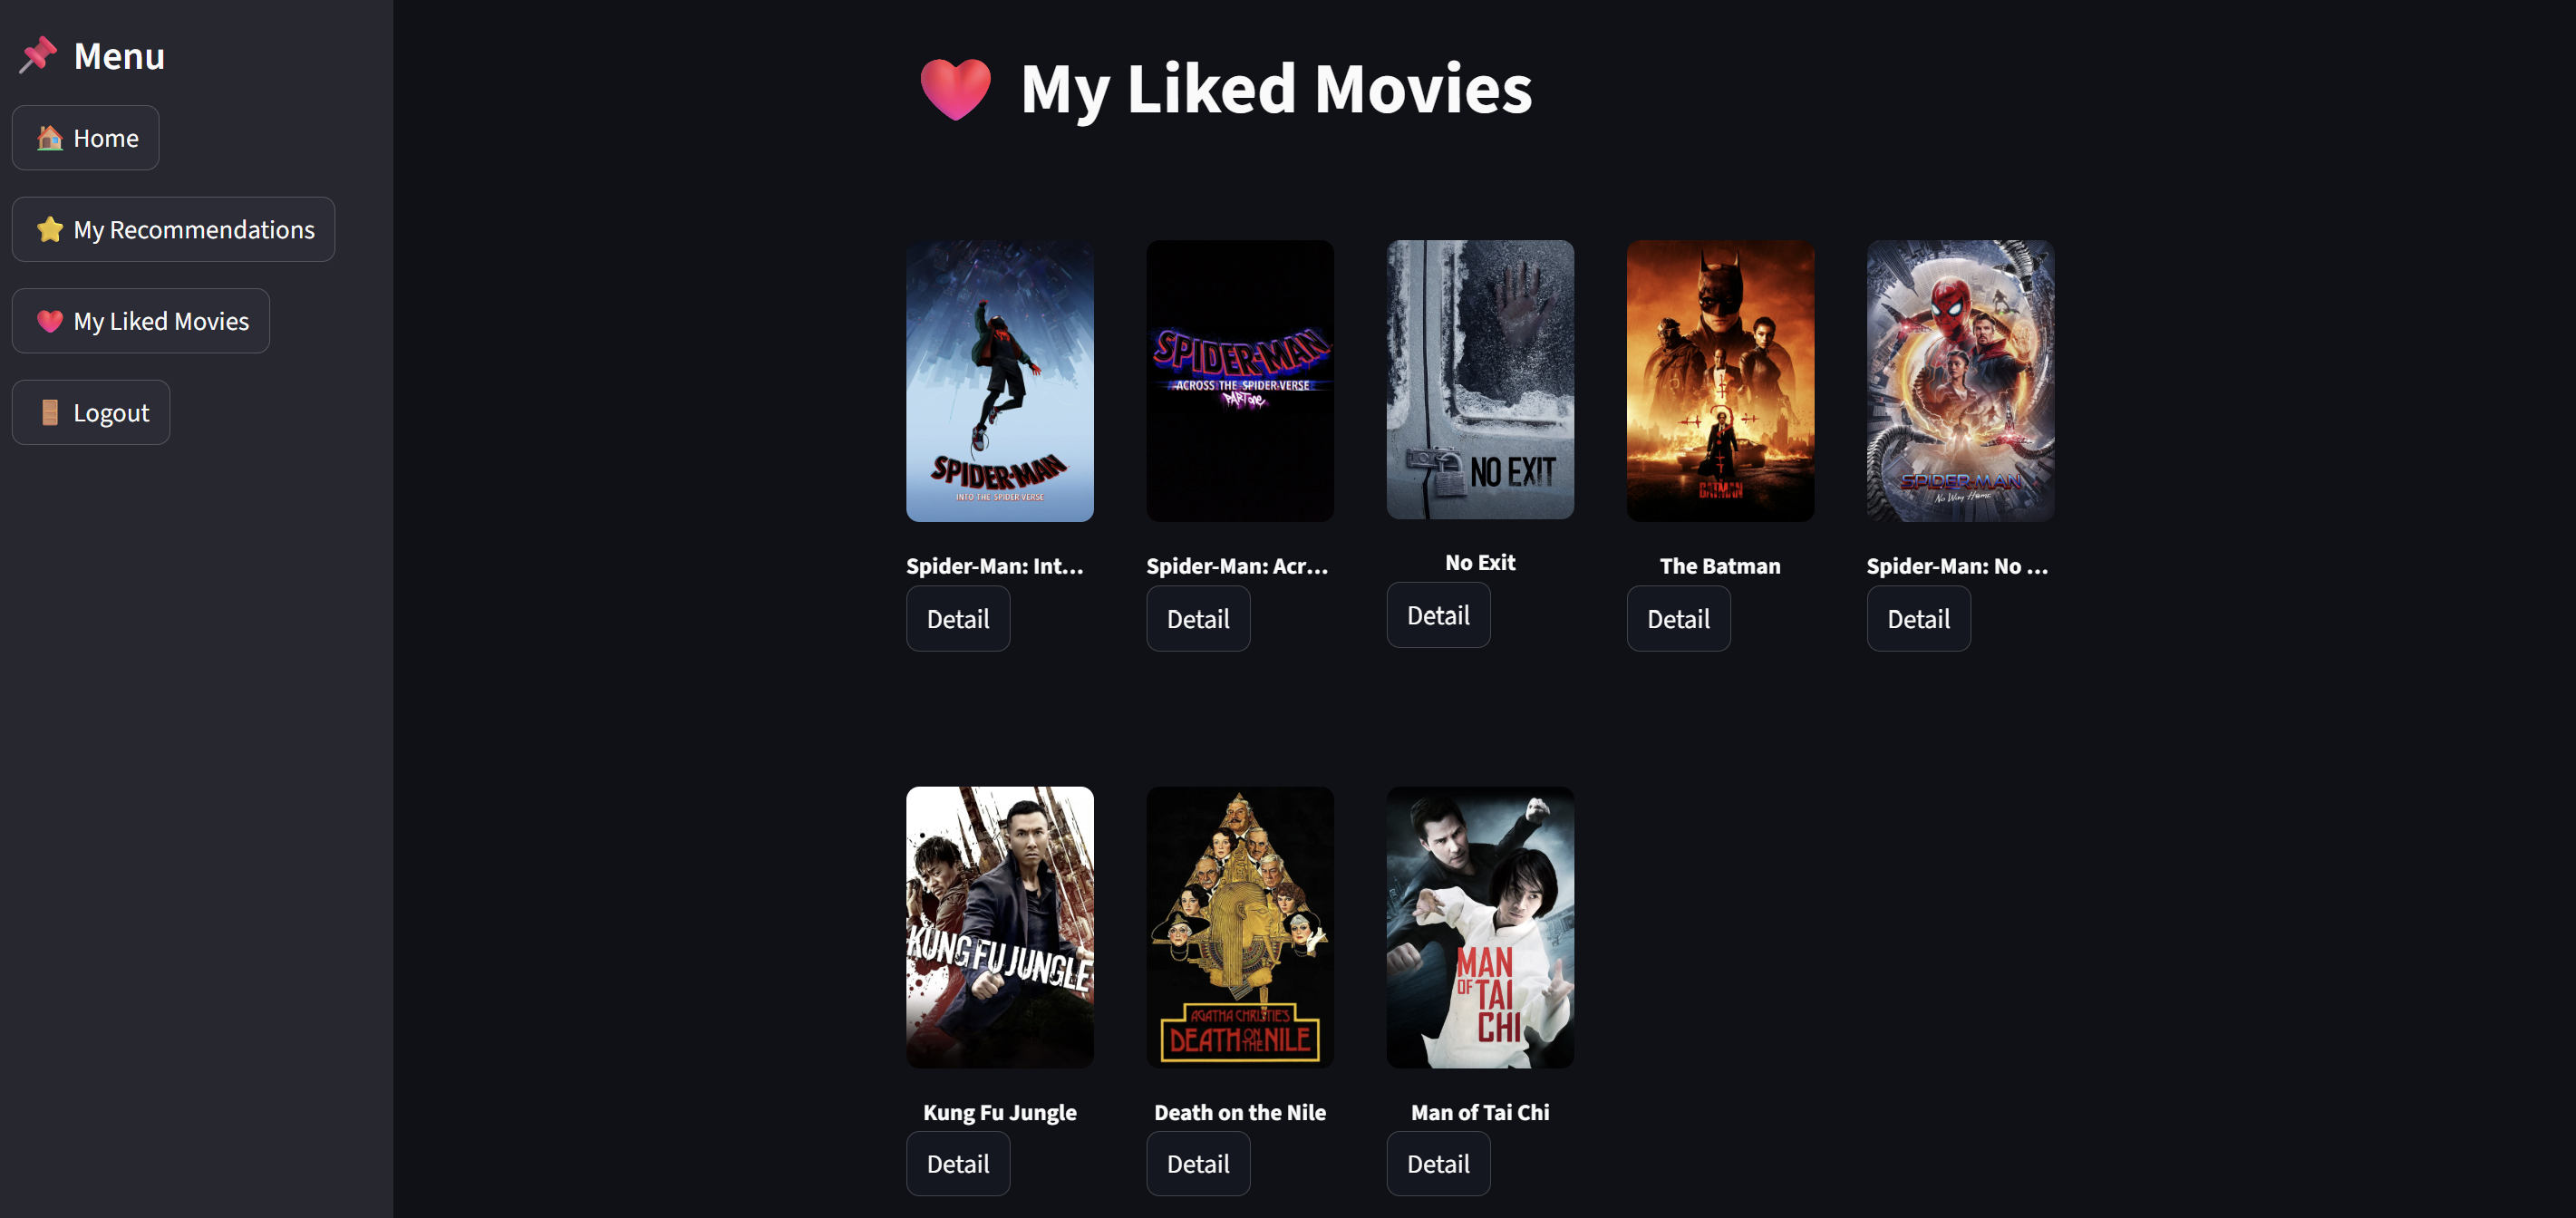 Menu
Home
My Recommendations
My Liked Movies
Logout
My Liked Movies
SPIDER-MAN
INTO THE SPIDER-VERSE
SPIDER-MAN
ACROSS THE SPIDER-VERSE
PART ONE
NO EXIT
BATMAN
SPIDER-MAN
No Way Home
Spider-Man: Int...
Spider-Man: Acr...
No Exit
The Batman
Spider-Man: No ...
Detail
Detail
Detail
Detail
Detail
KUNG FU JUNGLE
AGATHA CHRISTIE'S
DEATH ON THE NILE
MAN
OF TAI
CHI
Kung Fu Jungle
Death on the Nile
Man of Tai Chi
Detail
Detail
Detail